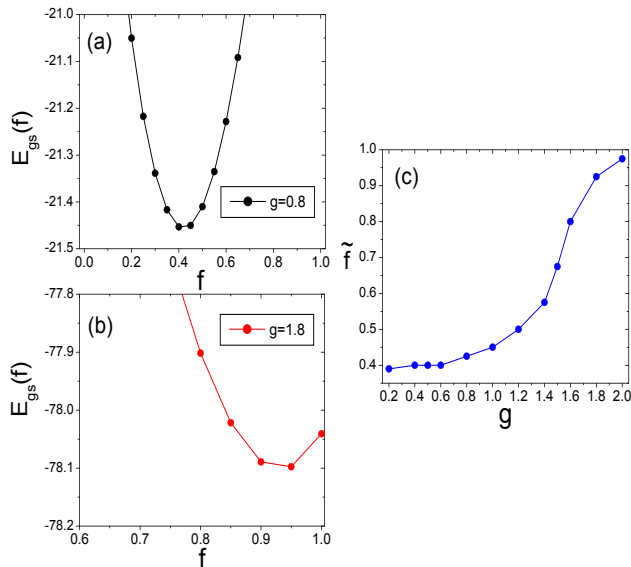 (a)
E_gs(f)
-21.0
-21.1
-21.2
-21.3
-21.4
-21.5
g=0.8
0.0 0.2 0.4 0.6 0.8 1.0
f
(b)
E_gs(f)
-77.8
-77.9
-78.0
-78.1
-78.2
g=1.8
0.6 0.7 0.8 0.9 1.0
f
(c)
f̃
1.0
0.9
0.8
0.7
0.6
0.5
0.4
0.2 0.4 0.6 0.8 1.0 1.2 1.4 1.6 1.8 2.0
g